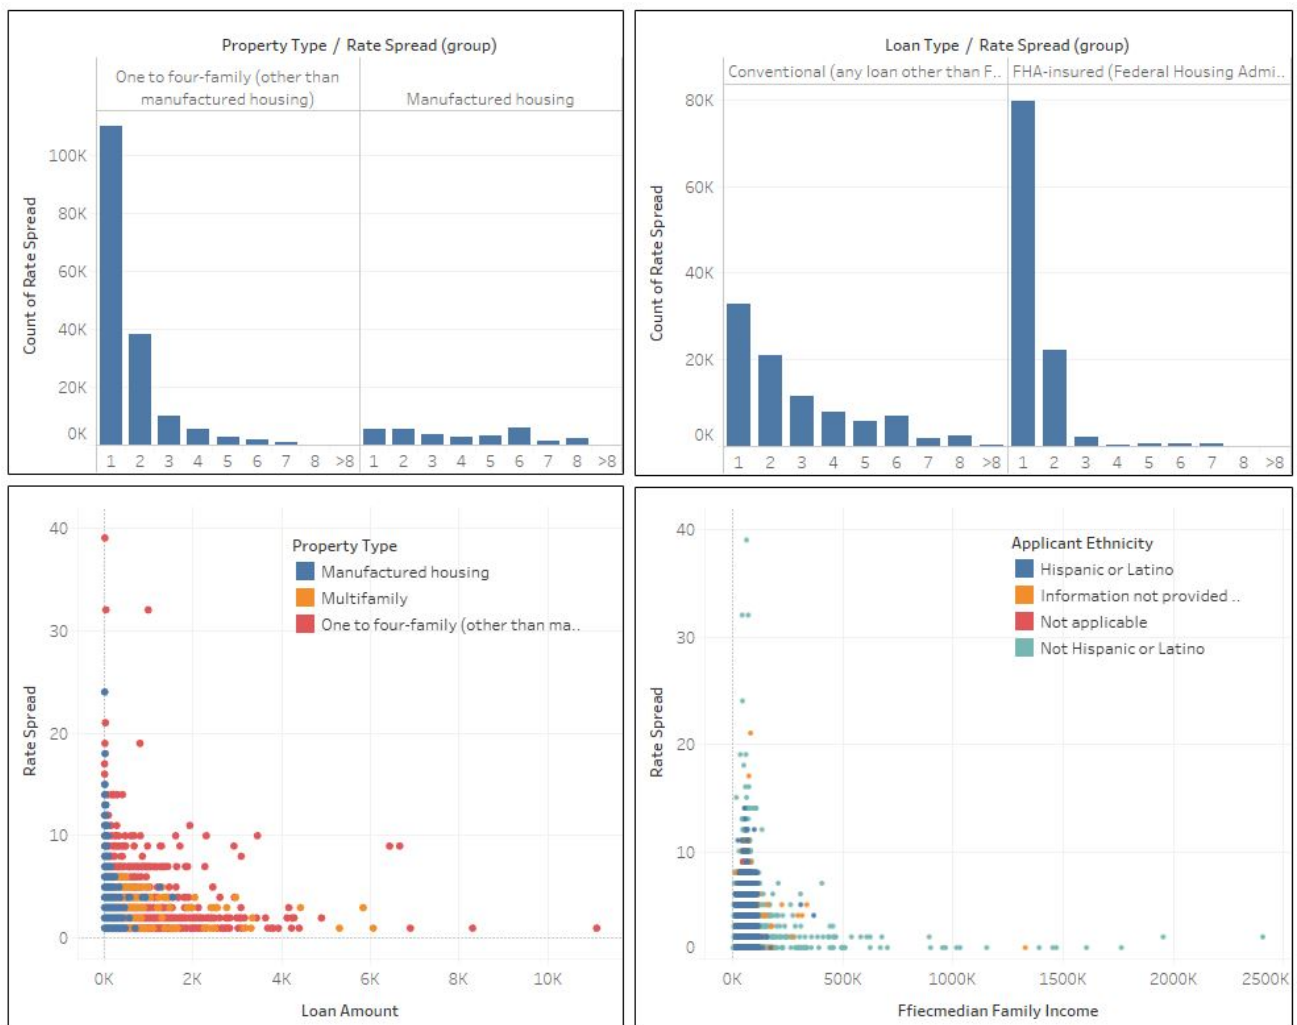 Property Type / Rate Spread (group)
One to four-family (other than
manufactured housing)
Manufactured housing
Count of Rate Spread
100K
80K
60K
40K
20K
0K
1 2 3 4 5 6 7 8 >8 1 2 3 4 5 6 7 8 >8
Loan Type / Rate Spread (group)
Conventional (any loan other than F..
FHA-insured (Federal Housing Admi..
Count of Rate Spread
80K
60K
40K
20K
0K
1 2 3 4 5 6 7 8 >8 1 2 3 4 5 6 7 8 >8
Property Type
Manufactured housing
Multifamily
One to four-family (other than ma..
Rate Spread
40
30
20
10
0
0K 2K 4K 6K 8K 10K
Loan Amount
Applicant Ethnicity
Hispanic or Latino
Information not provided ..
Not applicable
Not Hispanic or Latino
Rate Spread
40
30
20
10
0
0K 500K 1000K 1500K 2000K 2500K
Ffiecmedian Family Income